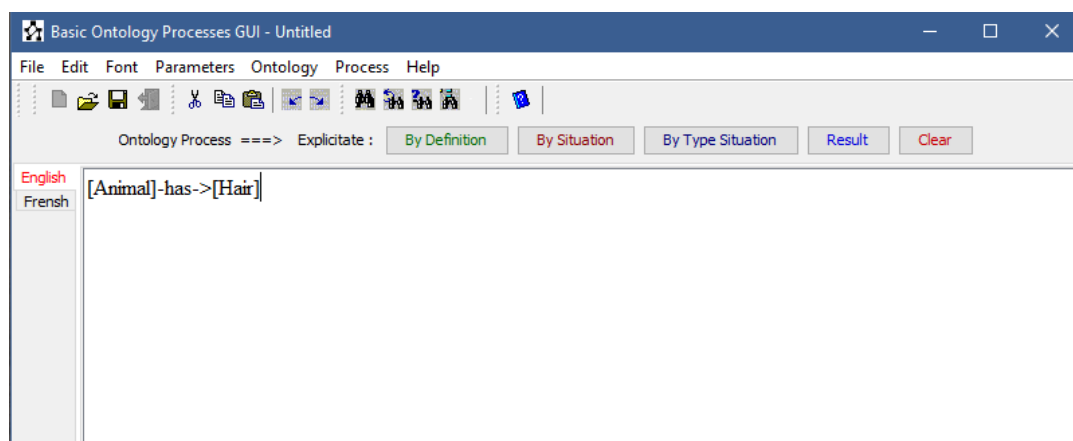 Basic Ontology Processes GUI - Untitled
File Edit Font Parameters Ontology Process Help
Ontology Process ===> Explicitate : By Definition By Situation By Type Situation Result Clear
English
[Animal]-has->[Hair]
Frensh